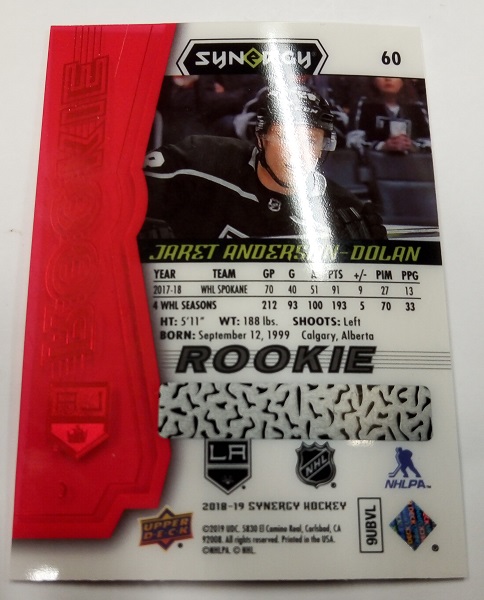 SYNERGY
60
ROOKIE
JARET ANDERSON-DOLAN
YEAR TEAM GP G A PTS +/- PIM PPG
2017-18 WHL SPOKANE 70 40 51 91 9 27 13
4 WHL SEASONS 212 93 100 193 5 70 33
HT: 5'11" WT: 188 lbs. SHOOTS: Left
BORN: September 12, 1999 Calgary, Alberta
ROOKIE
LA
NHL
NHLPA™
2018-19 SYNERGY HOCKEY
UPPER DECK
©2019 UDC. 5830 El Camino Real, Carlsbad, CA
92008. All rights reserved. Printed in the USA.
©NHLPA. © NHL.
9UBVL
®